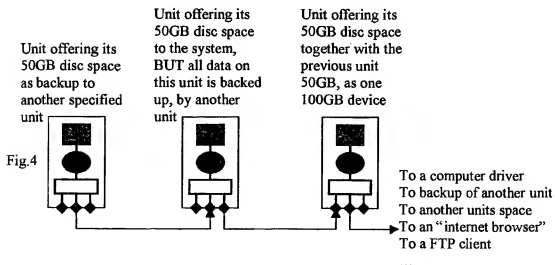 Unit offering its
50GB disc space
as backup to
another specified
unit
Unit offering its
50GB disc space
to the system,
BUT all data on
this unit is backed
up, by another
unit
Unit offering its
50GB disc space
together with the
previous unit
50GB, as one
100GB device
Fig.4
To a computer driver
To backup of another unit
To another units space
To an "internet browser"
To a FTP client